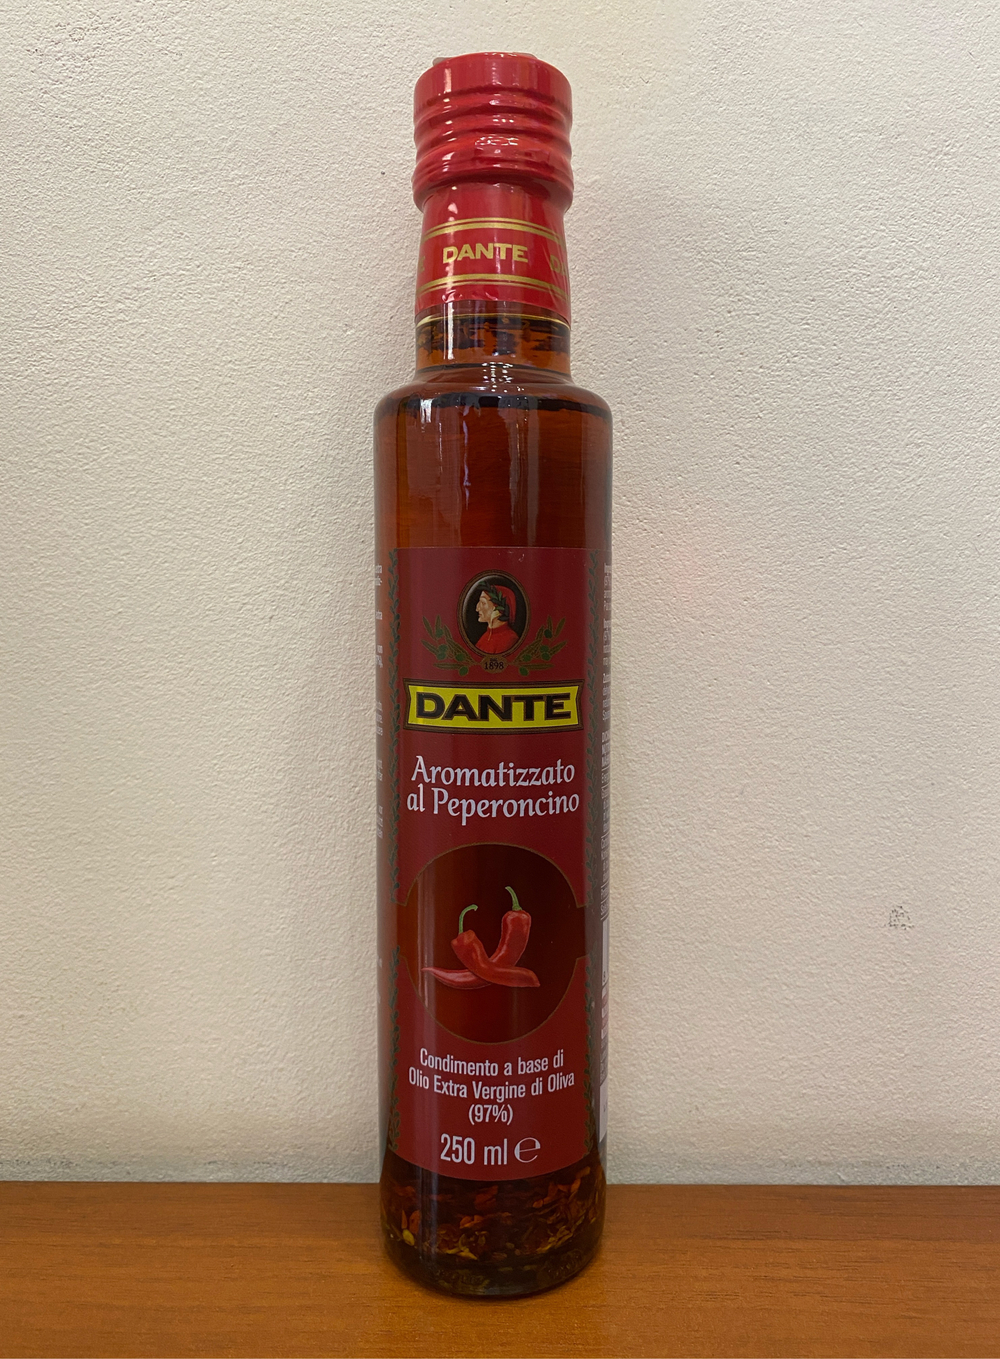 DANTE
1898
DANTE
Aromatizzato
al Peperoncino
Condimento a base di
Olio Extra Vergine di Oliva
(97%)
250 ml ℮